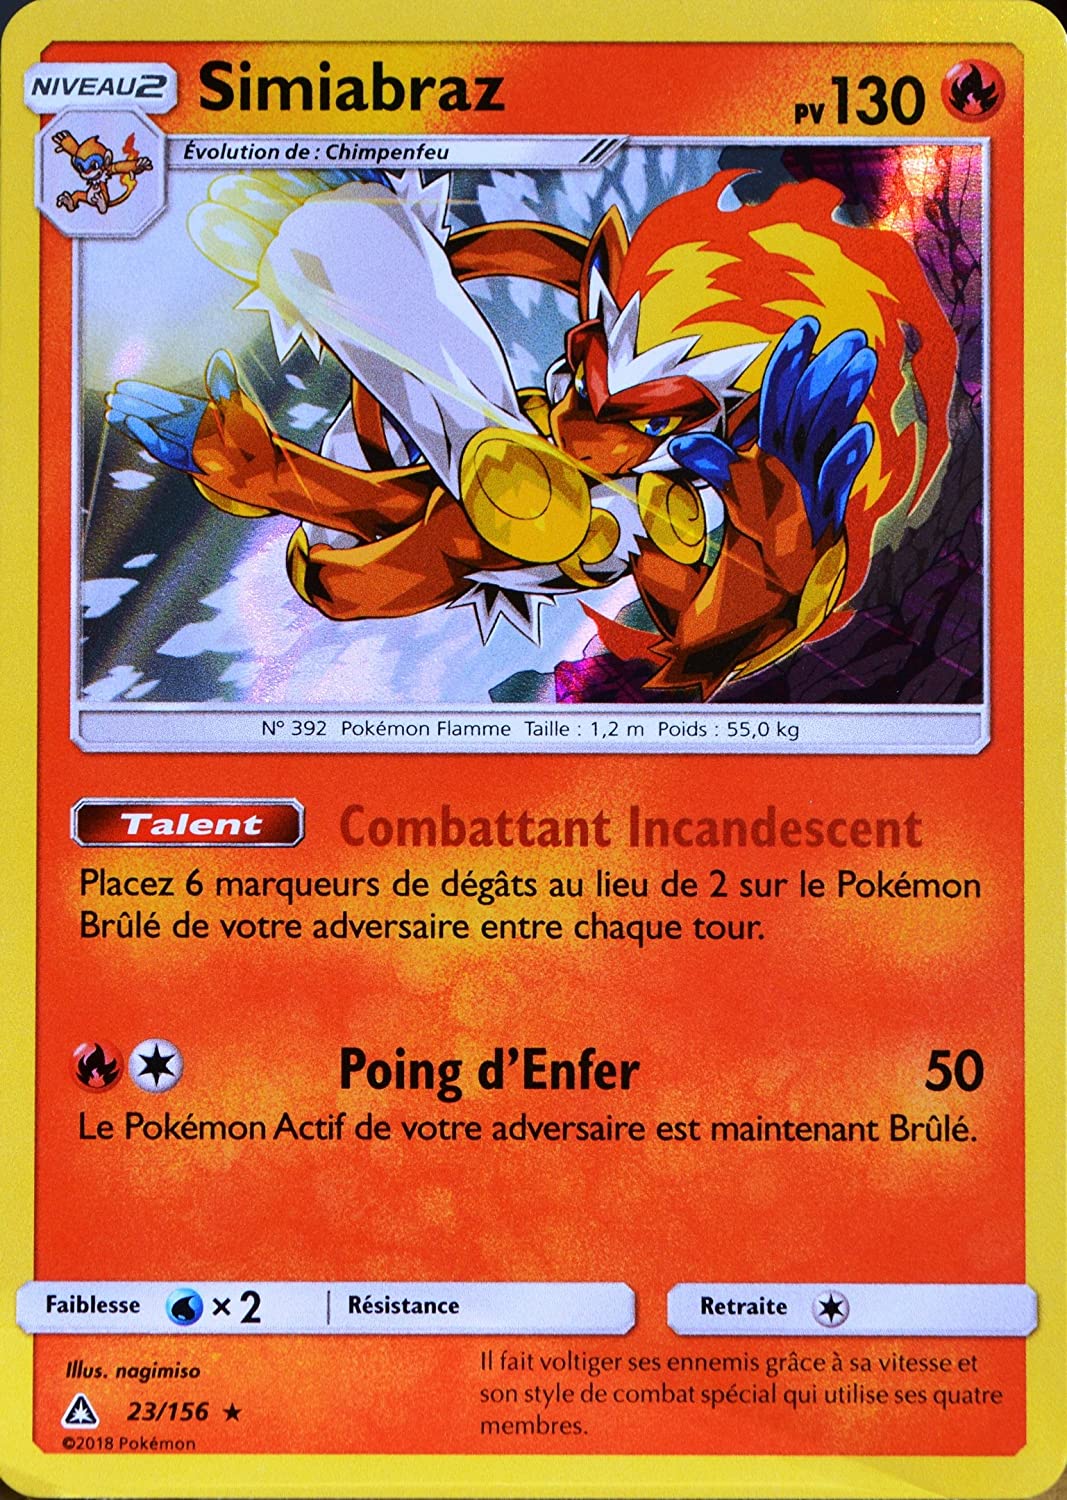 NIVEAU2
Simiabraz
PV 130
Évolution de : Chimpenfeu
N° 392 Pokémon Flamme Taille : 1,2 m Poids : 55,0 kg
Talent Combattant Incandescent
Placez 6 marqueurs de dégâts au lieu de 2 sur le Pokémon
Brûlé de votre adversaire entre chaque tour.
Poing d'Enfer 50
Le Pokémon Actif de votre adversaire est maintenant Brûlé.
Faiblesse × 2 Résistance Retraite
Illus. nagimiso
23/156 ★
©2018 Pokémon
Il fait voltiger ses ennemis grâce à sa vitesse et
son style de combat spécial qui utilise ses quatre
membres.